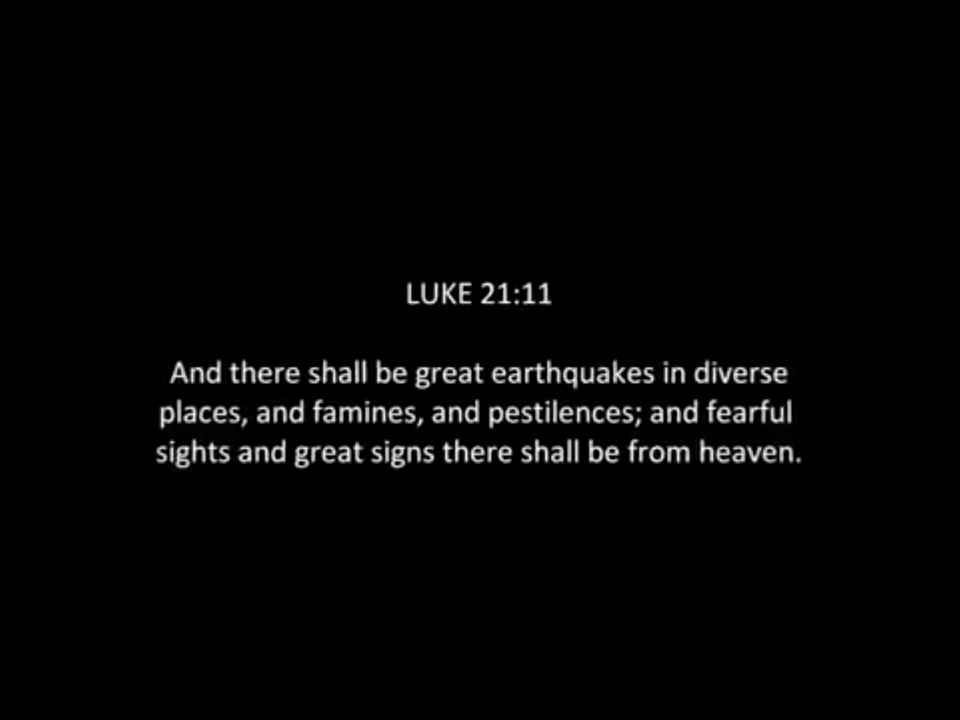 LUKE 21:11
And there shall be great earthquakes in diverse
places, and famines, and pestilences; and fearful
sights and great signs there shall be from heaven.